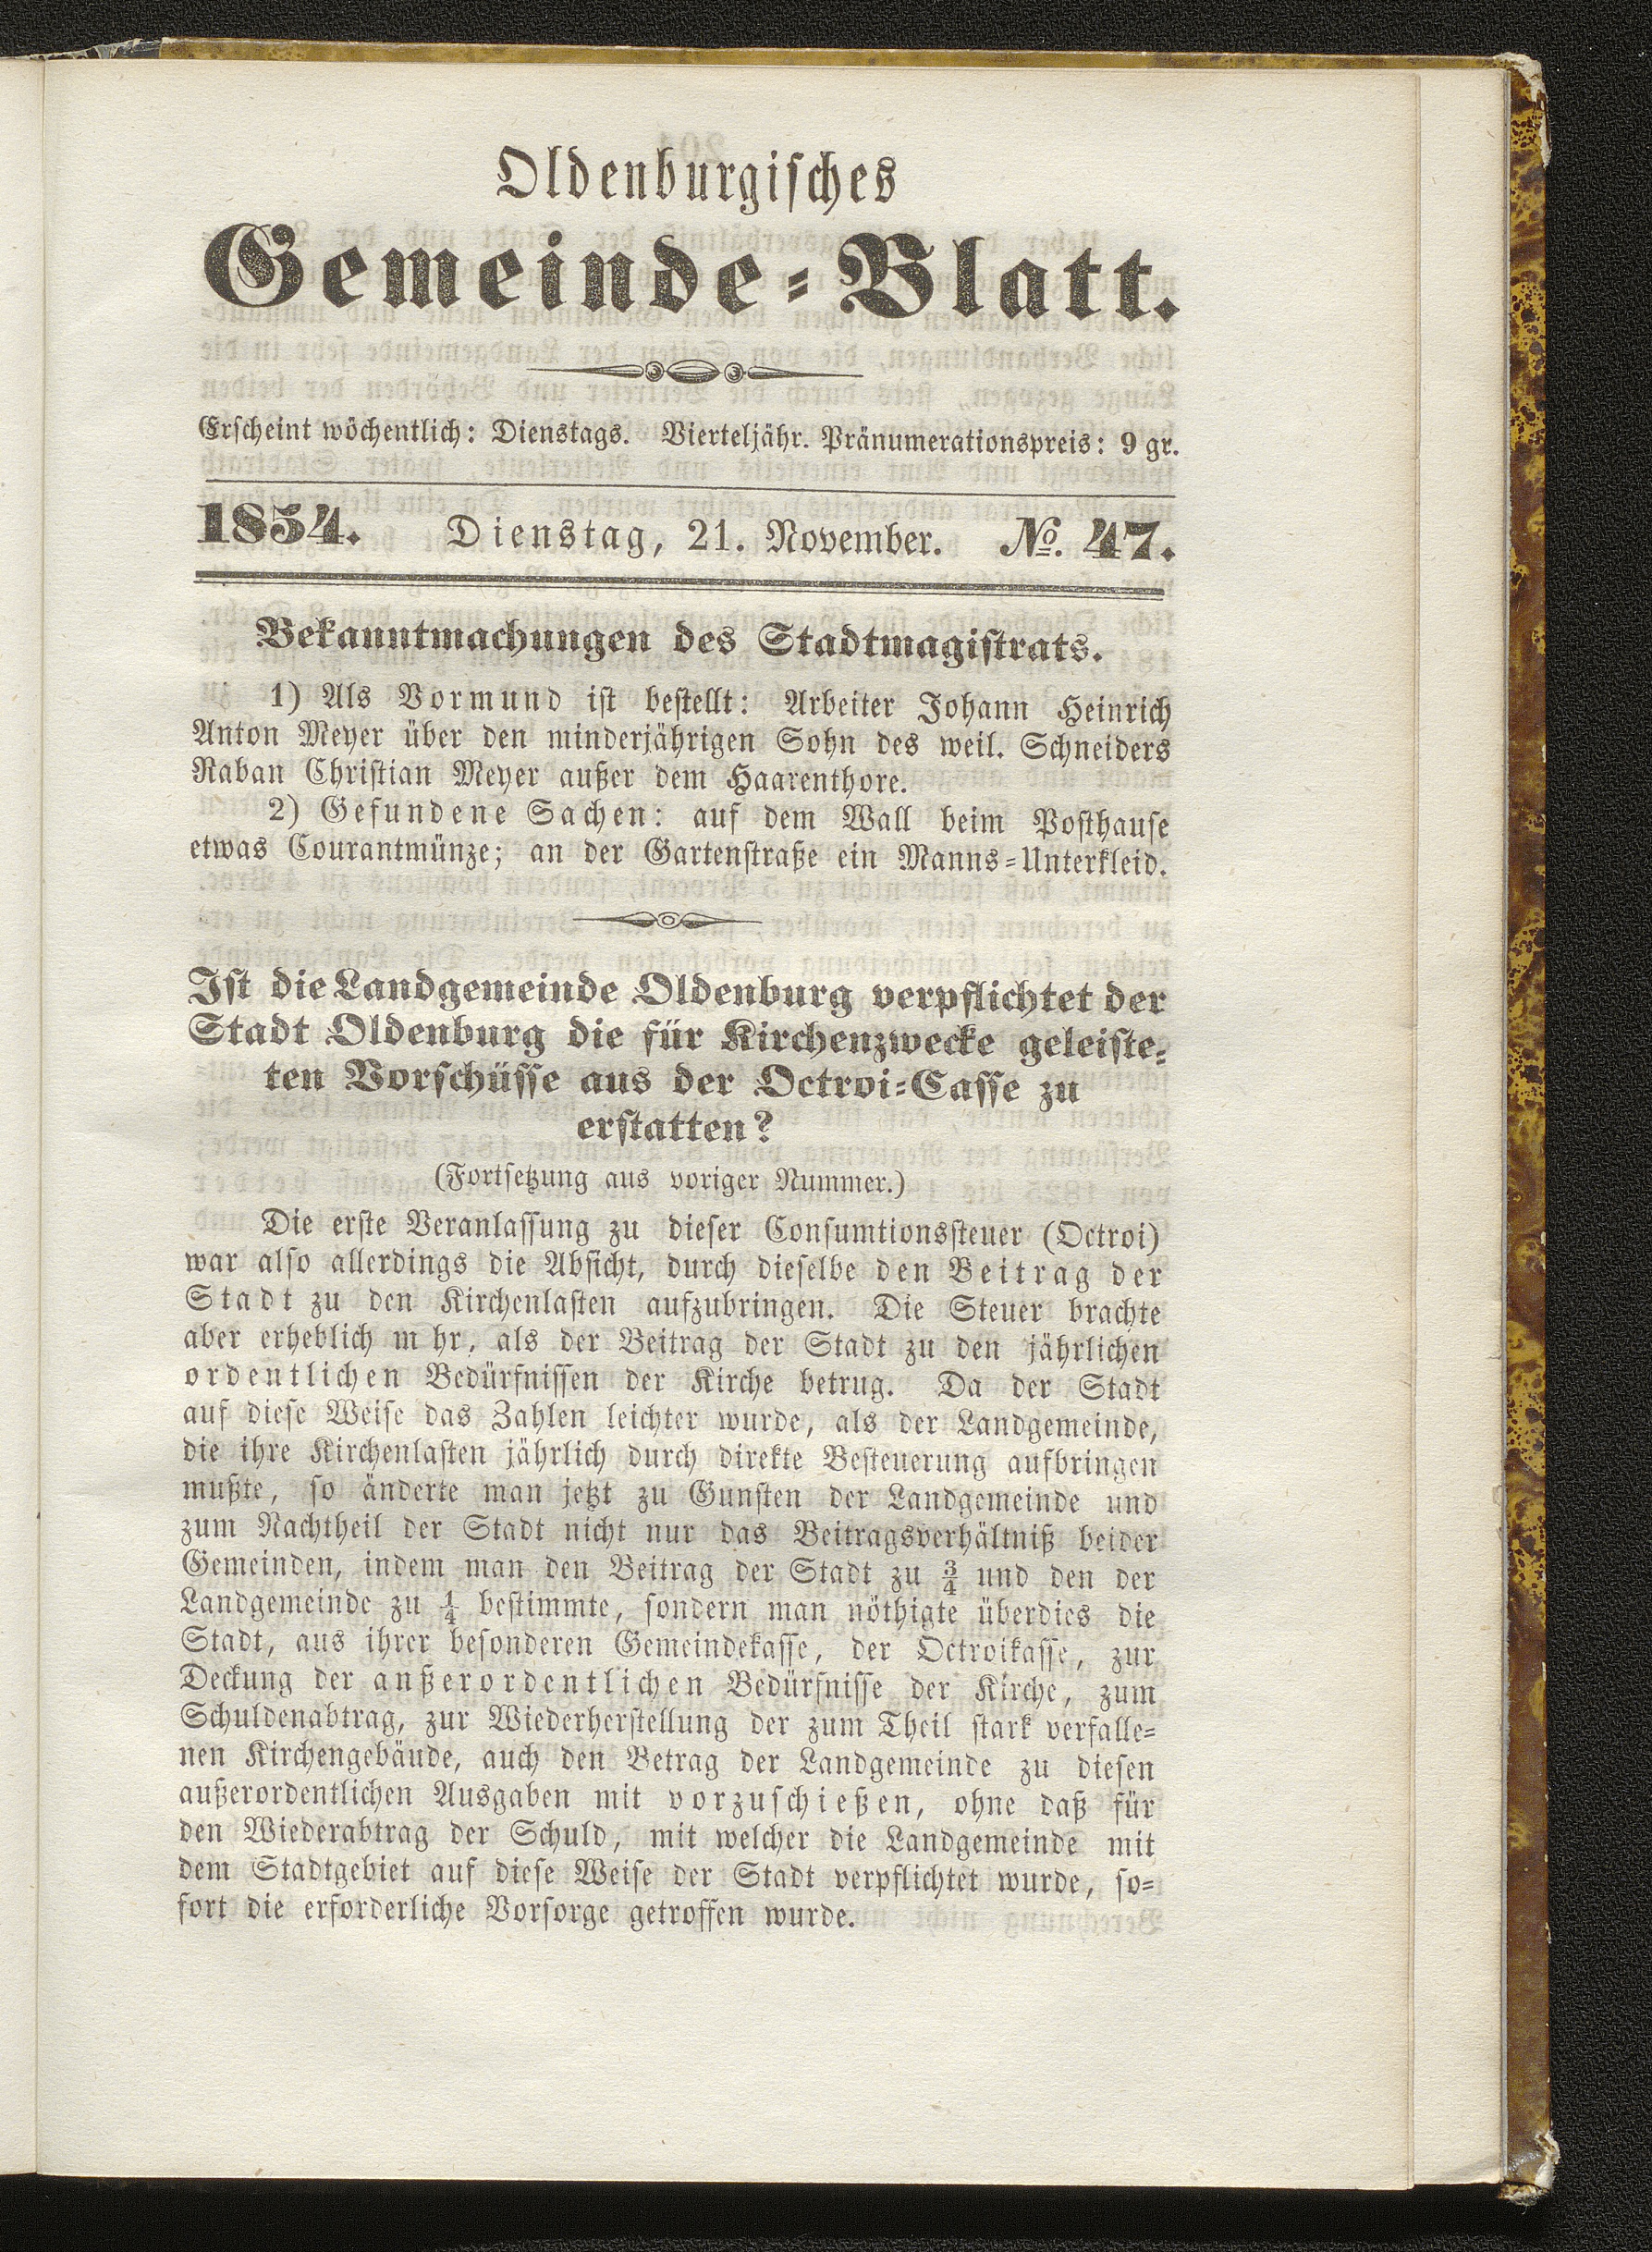 Oldenburgisches
Gemeinde-Blatt.
Erscheint wöchentlich: Dienstags. Vierteljähr. Pränumerationspreis: 9 gr.
1854. Dienstag, 21. November. No. 47.
Bekanntmachungen des Stadtmagistrats.
1) Als Vormund ist bestellt: Arbeiter Johann Heinrich
Anton Meyer über den minderjährigen Sohn des weil. Schneiders
Raban Christian Meyer außer dem Haarenthore.
2) Gefundene Sachen: auf dem Wall beim Posthause
etwas Courantmünze; an der Gartenstraße ein Manns-Unterkleid.
Ist die Landgemeinde Oldenburg verpflichtet der
Stadt Oldenburg die für Kirchenzwecke geleiste-
ten Vorschüsse aus der Octroi-Casse zu
erstatten?
(Fortsetzung aus voriger Nummer.)
Die erste Veranlassung zu dieser Consumtionssteuer (Octroi)
war also allerdings die Absicht, durch dieselbe den Beitrag der
Stadt zu den Kirchenlasten aufzubringen. Die Steuer brachte
aber erheblich m hr, als der Beitrag der Stadt zu den jährlichen
ordentlichen Bedürfnissen der Kirche betrug. Da der Stadt
auf diese Weise das Zahlen leichter wurde, als der Landgemeinde,
die ihre Kirchenlasten jährlich durch direkte Besteuerung aufbringen
mußte, so änderte man jetzt zu Gunsten der Landgemeinde und
zum Nachtheil der Stadt nicht nur das Beitragsverhältniß beider
Gemeinden, indem man den Beitrag der Stadt zu 3/4 und den der
Landgemeinde zu 1/4 bestimmte, sondern man nöthigte überdies die
Stadt, aus ihrer besonderen Gemeindekasse, der Octroikasse, zur
Deckung der außerordentlichen Bedürfnisse der Kirche, zum
Schuldenabtrag, zur Wiederherstellung der zum Theil stark verfalle-
nen Kirchengebäude, auch den Betrag der Landgemeinde zu diesen
außerordentlichen Ausgaben mit vorzuschießen, ohne daß für
den Wiederabtrag der Schuld, mit welcher die Landgemeinde mit
dem Stadtgebiet auf diese Weise der Stadt verpflichtet wurde, so-
fort die erforderliche Vorsorge getroffen wurde.